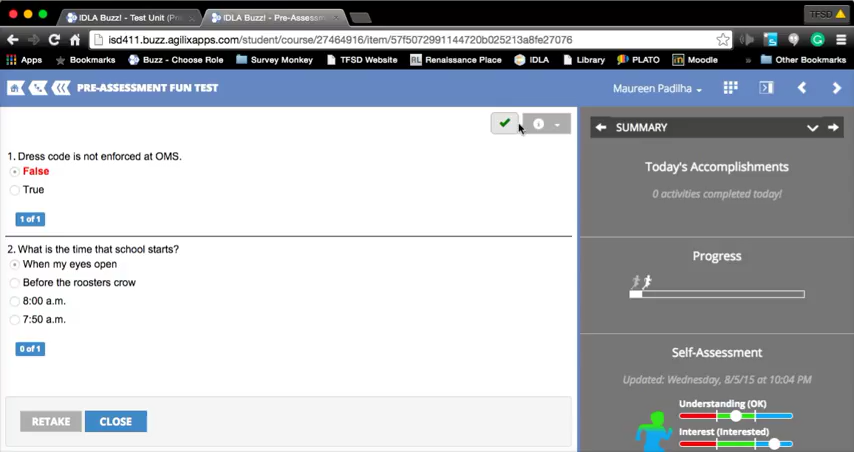 IDLA Buzz! - Test Unit (Pre
IDLA Buzz! - Pre-Assessm
TFSD
isd411.buzz.agilixapps.com/student/course/27464916/item/57f5072991144720b025213a8fe27076
Apps Bookmarks Buzz - Choose Role Survey Monkey TFSD Website RL Renaissance Place IDLA Library PLATO Moodle » Other Bookmarks
PRE-ASSESSMENT FUN TEST
Maureen Padilha
SUMMARY
1. Dress code is not enforced at OMS.
False
True
1 of 1
2. What is the time that school starts?
When my eyes open
Before the roosters crow
8:00 a.m.
7:50 a.m.
0 of 1
RETAKE CLOSE
Today's Accomplishments
0 activities completed today!
Progress
Self-Assessment
Updated: Wednesday, 8/5/15 at 10:04 PM
Understanding (OK)
Interest (Interested)